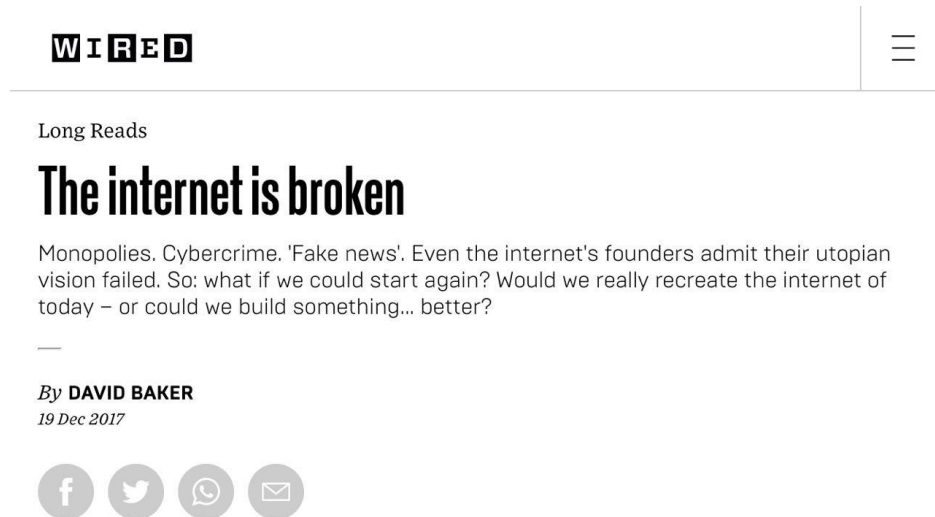 WIRED
Long Reads
The internet is broken
Monopolies. Cybercrime. 'Fake news'. Even the internet's founders admit their utopian
vision failed. So: what if we could start again? Would we really recreate the internet of
today – or could we build something... better?
By DAVID BAKER
19 Dec 2017